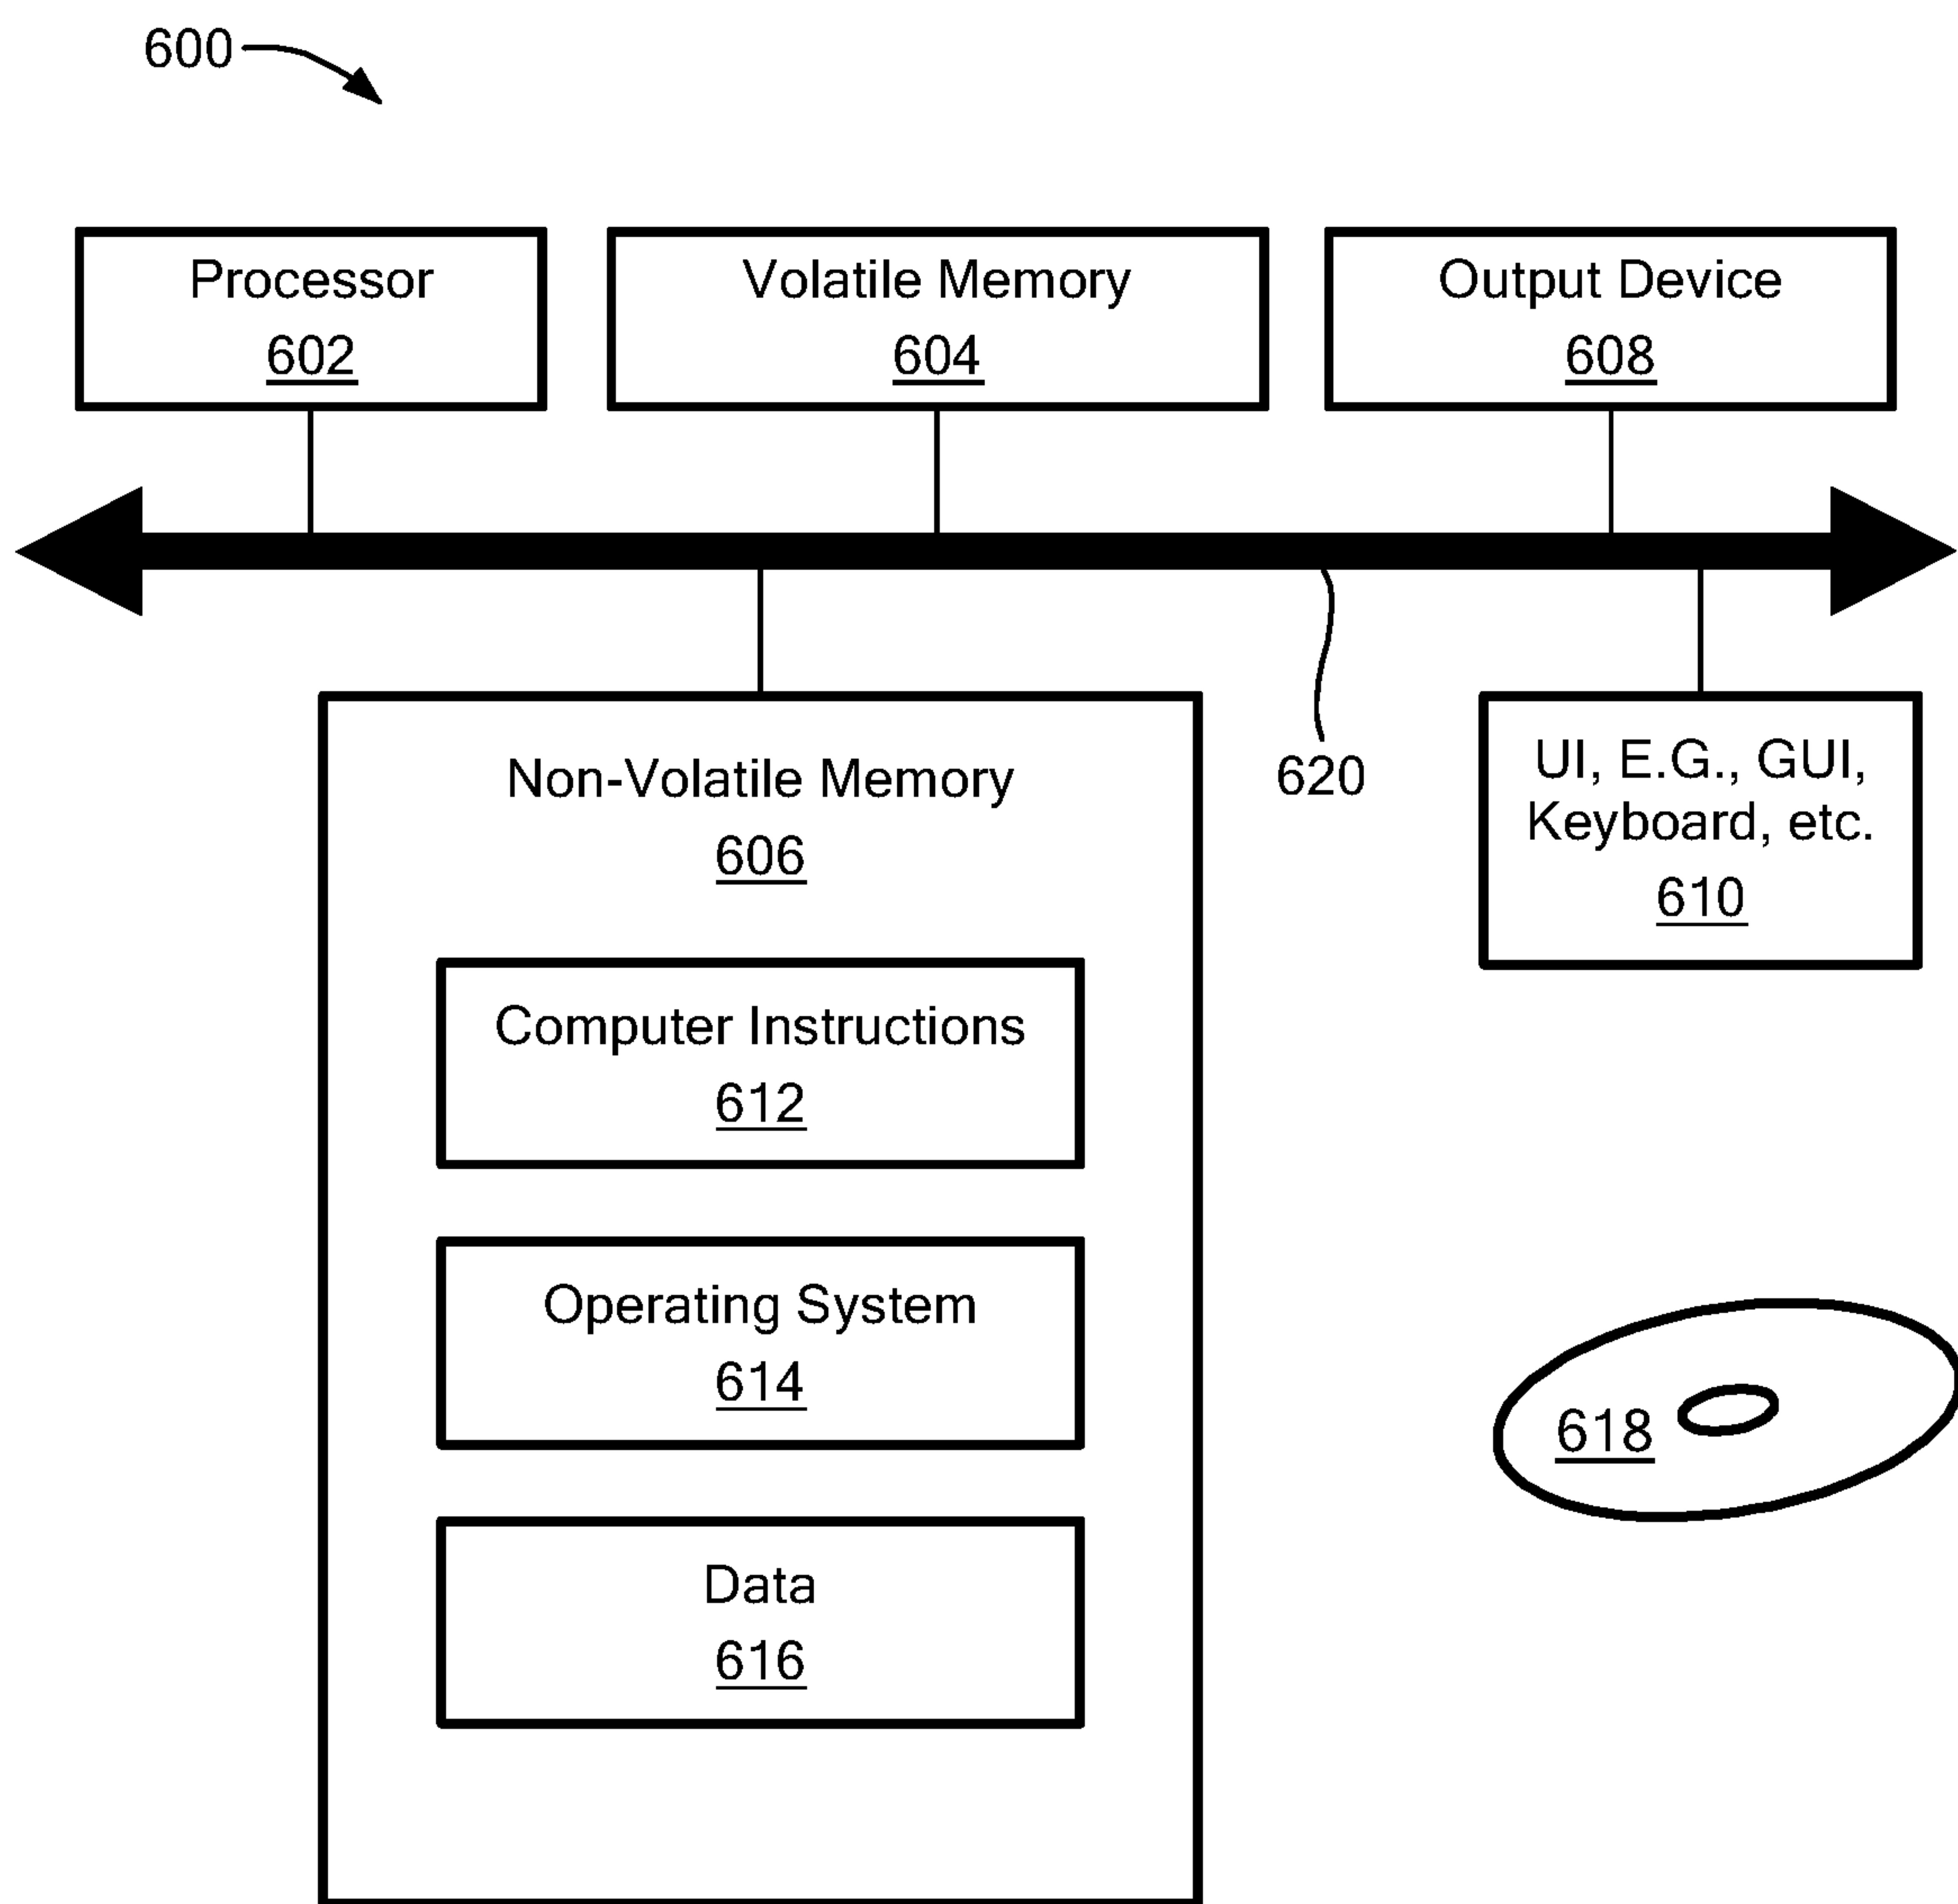 600
Processor
602
Volatile Memory
604
Output Device
608
Non-Volatile Memory
606
620
UI, E.G., GUI,
Keyboard, etc.
610
Computer Instructions
612
Operating System
614
618
Data
616